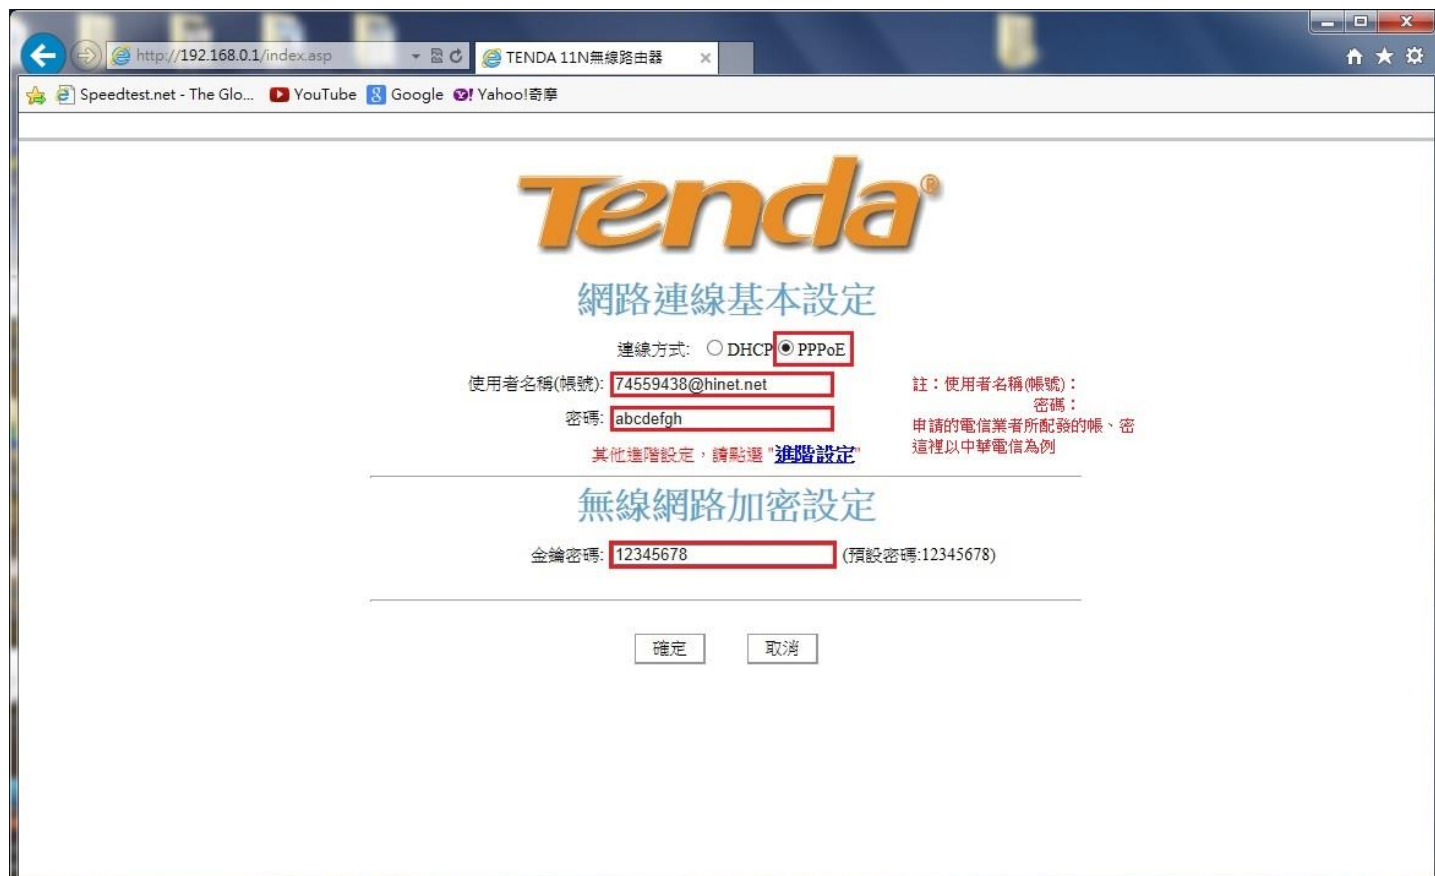 http://192.168.0.1/index.asp
TENDA 11N無線路由器
Speedtest.net - The Glo... YouTube Google Yahoo!奇摩
Tenda®
網路連線基本設定
連線方式: DHCP PPPoE
使用者名稱(帳號): 74559438@hinet.net
密碼: abcdefgh
註：使用者名稱(帳號)：
密碼：
申請的電信業者所配發的帳、密
這裡以中華電信為例
其他進階設定，請點選 "進階設定"
無線網路加密設定
金鑰密碼: 12345678 (預設密碼:12345678)
確定 取消